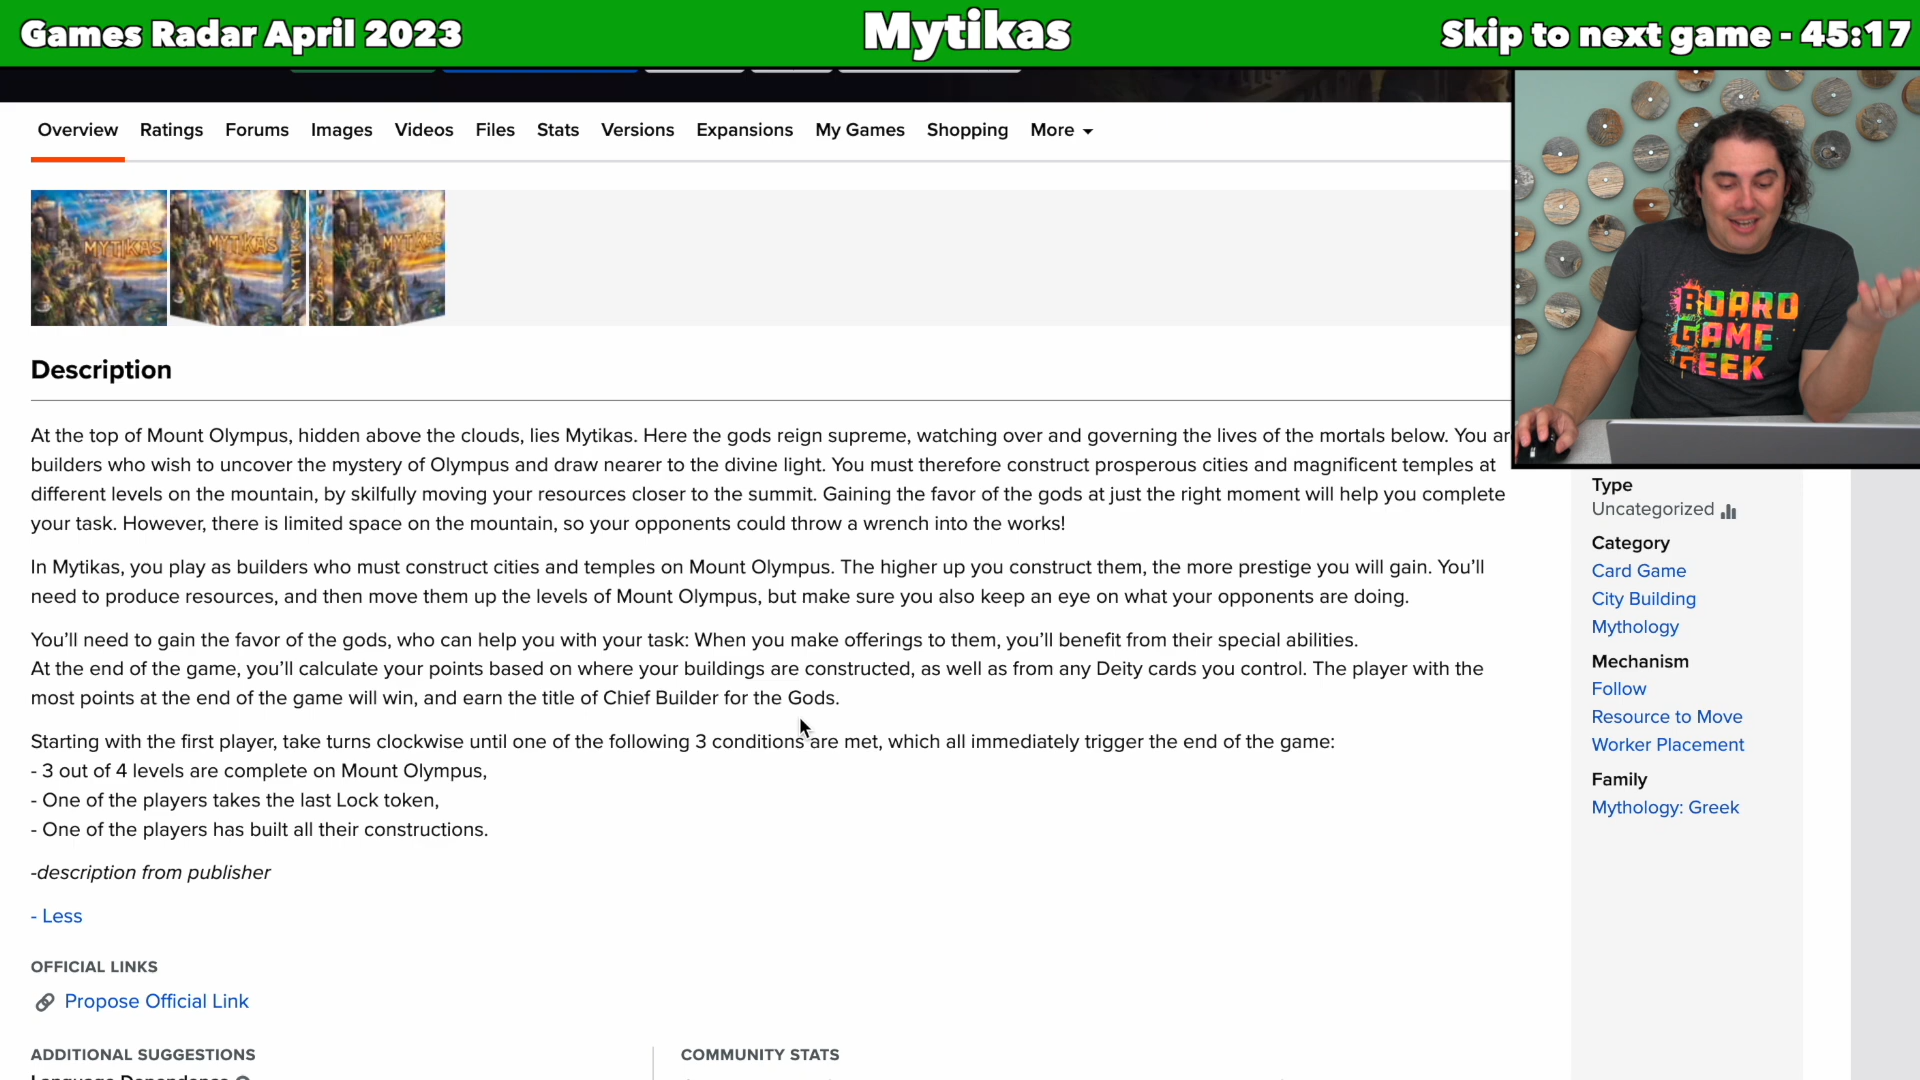 Games Radar April 2023
Mytikas
Skip to next game - 45:17
Overview Ratings Forums Images Videos Files Stats Versions Expansions My Games Shopping More
MYTIKAS
MYTIKAS
MYTIKAS
MYTIKAS
BOARD
GAME
GEEK
Description
At the top of Mount Olympus, hidden above the clouds, lies Mytikas. Here the gods reign supreme, watching over and governing the lives of the mortals below. You ar
builders who wish to uncover the mystery of Olympus and draw nearer to the divine light. You must therefore construct prosperous cities and magnificent temples at
different levels on the mountain, by skilfully moving your resources closer to the summit. Gaining the favor of the gods at just the right moment will help you complete
your task. However, there is limited space on the mountain, so your opponents could throw a wrench into the works!
In Mytikas, you play as builders who must construct cities and temples on Mount Olympus. The higher up you construct them, the more prestige you will gain. You'll
need to produce resources, and then move them up the levels of Mount Olympus, but make sure you also keep an eye on what your opponents are doing.
You'll need to gain the favor of the gods, who can help you with your task: When you make offerings to them, you'll benefit from their special abilities.
At the end of the game, you'll calculate your points based on where your buildings are constructed, as well as from any Deity cards you control. The player with the
most points at the end of the game will win, and earn the title of Chief Builder for the Gods.
Starting with the first player, take turns clockwise until one of the following 3 conditions are met, which all immediately trigger the end of the game:
- 3 out of 4 levels are complete on Mount Olympus,
- One of the players takes the last Lock token,
- One of the players has built all their constructions.
-description from publisher
- Less
OFFICIAL LINKS
Propose Official Link
ADDITIONAL SUGGESTIONS
Language Dependence
COMMUNITY STATS
Type
Uncategorized
Category
Card Game
City Building
Mythology
Mechanism
Follow
Resource to Move
Worker Placement
Family
Mythology: Greek